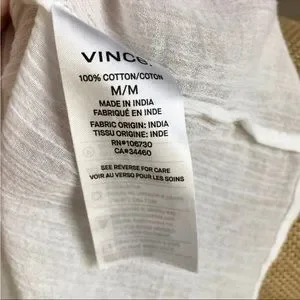 VINCE.
100% COTTON/COTON
M/M
MADE IN INDIA
FABRIQUÉ EN INDE
FABRIC ORIGIN: INDIA
TISSU ORIGINE: INDE
RN#106730
CA#34460
SEE REVERSE FOR CARE
VOIR AU VERSO POUR LES SOINS